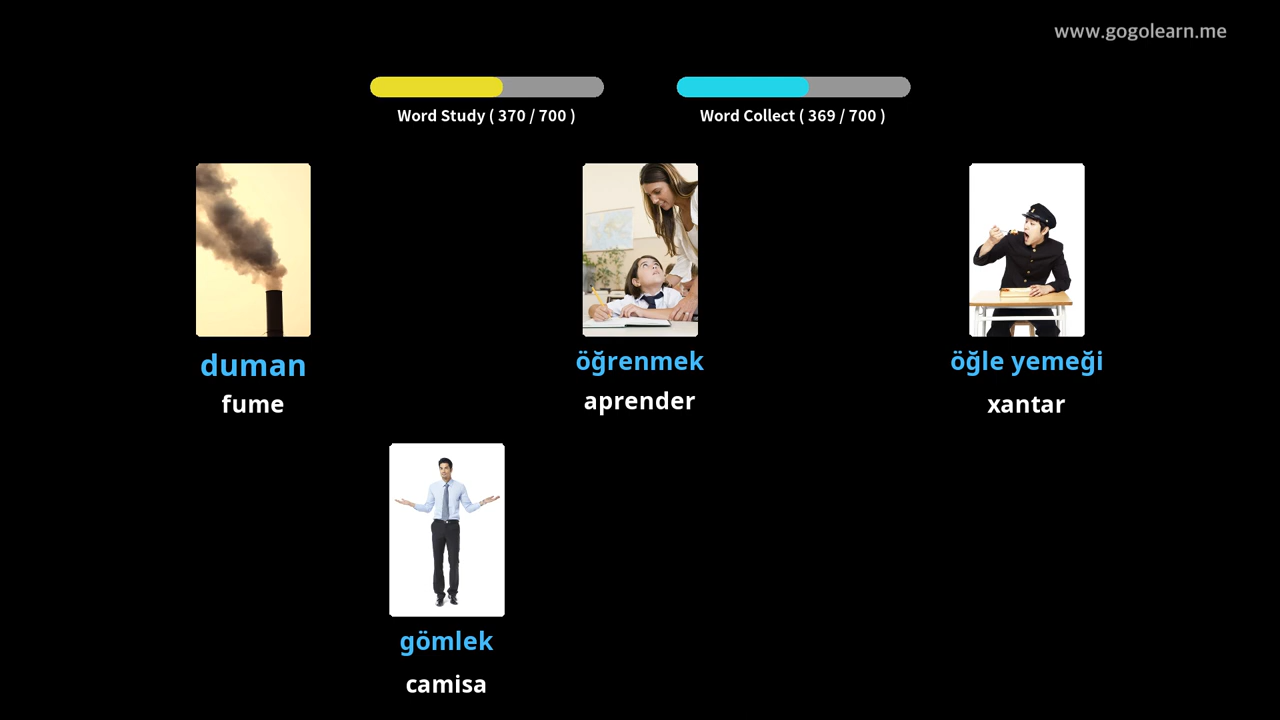 www.gogolearn.me
Word Study ( 370 / 700 )
Word Collect ( 369 / 700 )
duman
fume
öğrenmek
aprender
öğle yemeği
xantar
gömlek
camisa